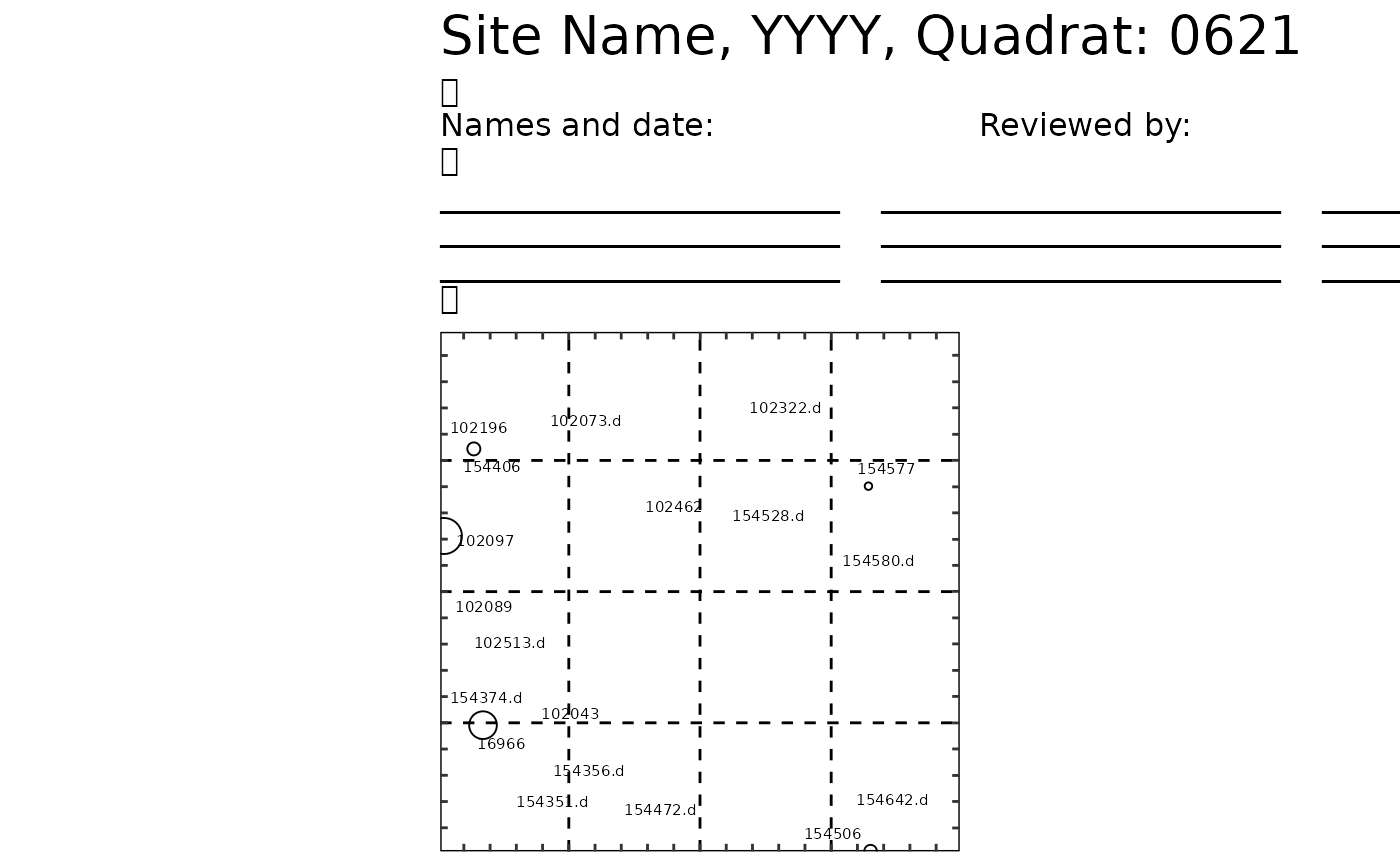 Site Name, YYYY, Quadrat: 0621
Names and date: Reviewed by:
102322.d
102073.d
102196
154406
154577
102462
154528.d
102097
154580.d
102089
102513.d
154374.d
102043
16966
154356.d
154351.d
154472.d
154642.d
154506